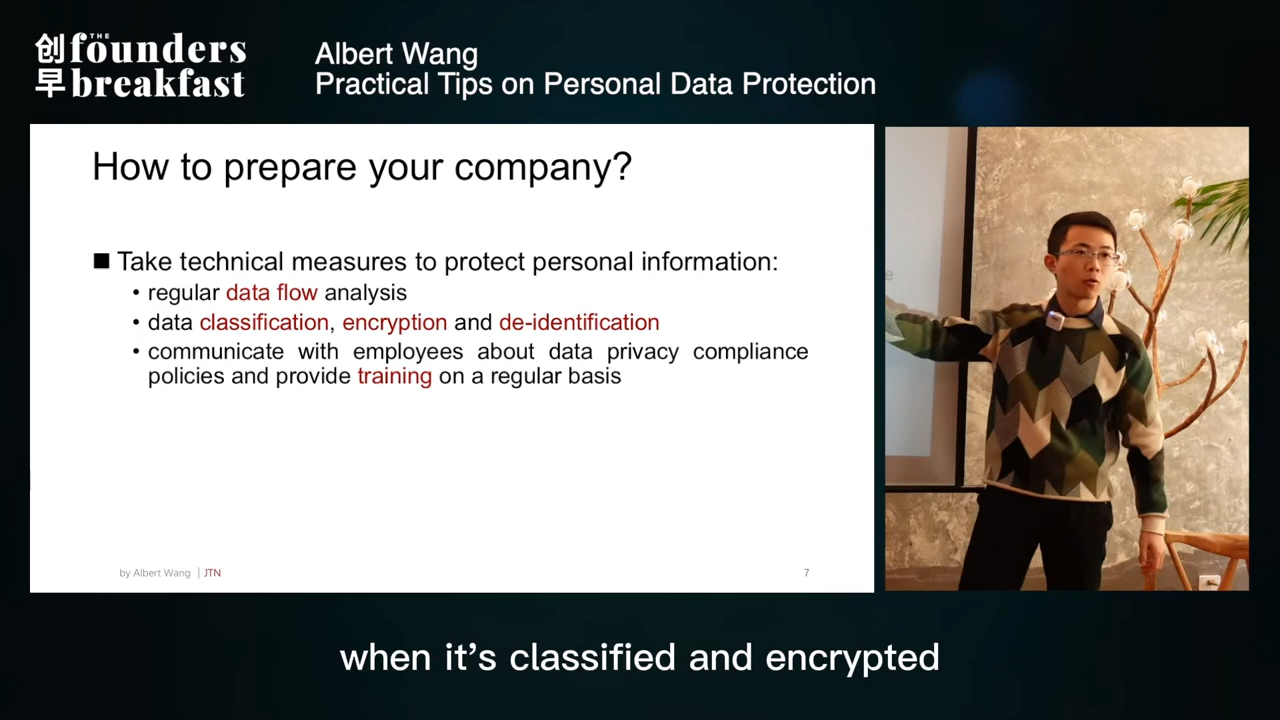 创 THE founders
早 breakfast
Albert Wang
Practical Tips on Personal Data Protection
How to prepare your company?
■ Take technical measures to protect personal information:
• regular data flow analysis
• data classification, encryption and de-identification
• communicate with employees about data privacy compliance
policies and provide training on a regular basis
by Albert Wang | JTN
7
e
when it's classified and encrypted